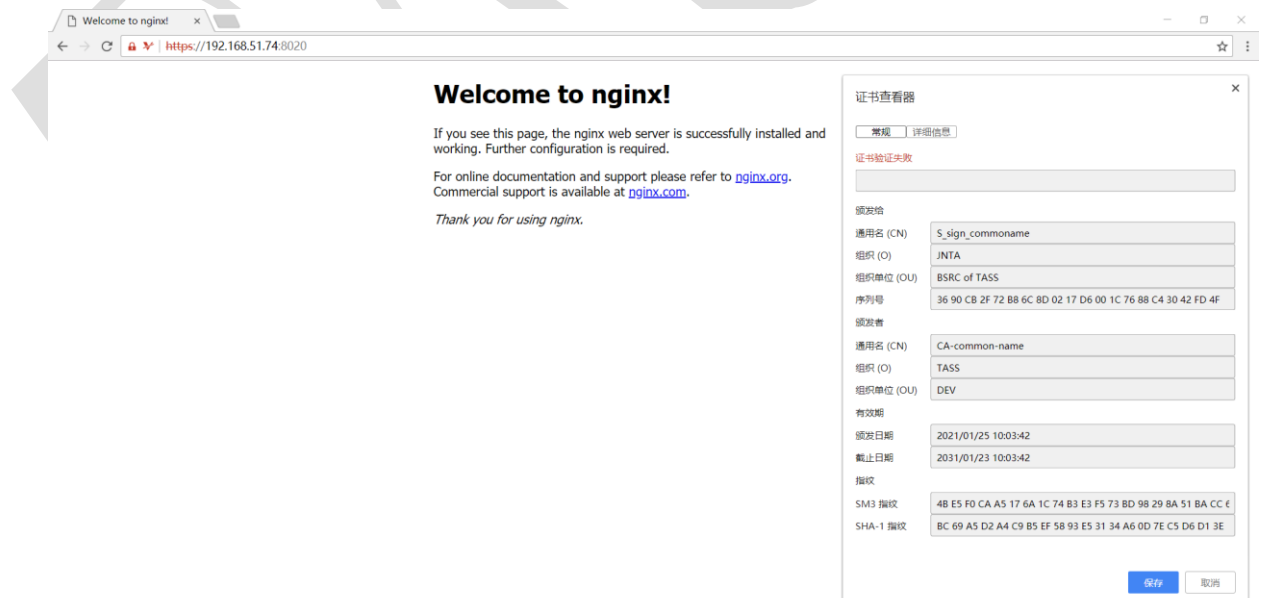 Welcome to nginx!
https://192.168.51.74:8020
Welcome to nginx!
If you see this page, the nginx web server is successfully installed and
working. Further configuration is required.
For online documentation and support please refer to nginx.org.
Commercial support is available at nginx.com.
Thank you for using nginx.
证书查看器
常规 详细信息
证书验证失败
颁发给
通用名 (CN) S_sign_commoname
组织 (O) JNTA
组织单位 (OU) BSRC of TASS
序列号 36 90 CB 2F 72 B8 6C 8D 02 17 D6 00 1C 76 88 C4 30 42 FD 4F
颁发者
通用名 (CN) CA-common-name
组织 (O) TASS
组织单位 (OU) DEV
有效期
颁发日期 2021/01/25 10:03:42
截止日期 2031/01/23 10:03:42
指纹
SM3 指纹 4B E5 F0 CA A5 17 6A 1C 74 B3 E3 F5 73 BD 98 29 8A 51 BA CC
SHA-1 指纹 BC 69 A5 D2 A4 C9 B5 EF 58 93 E5 31 34 A6 0D 7E C5 D6 D1 3E
保存 取消